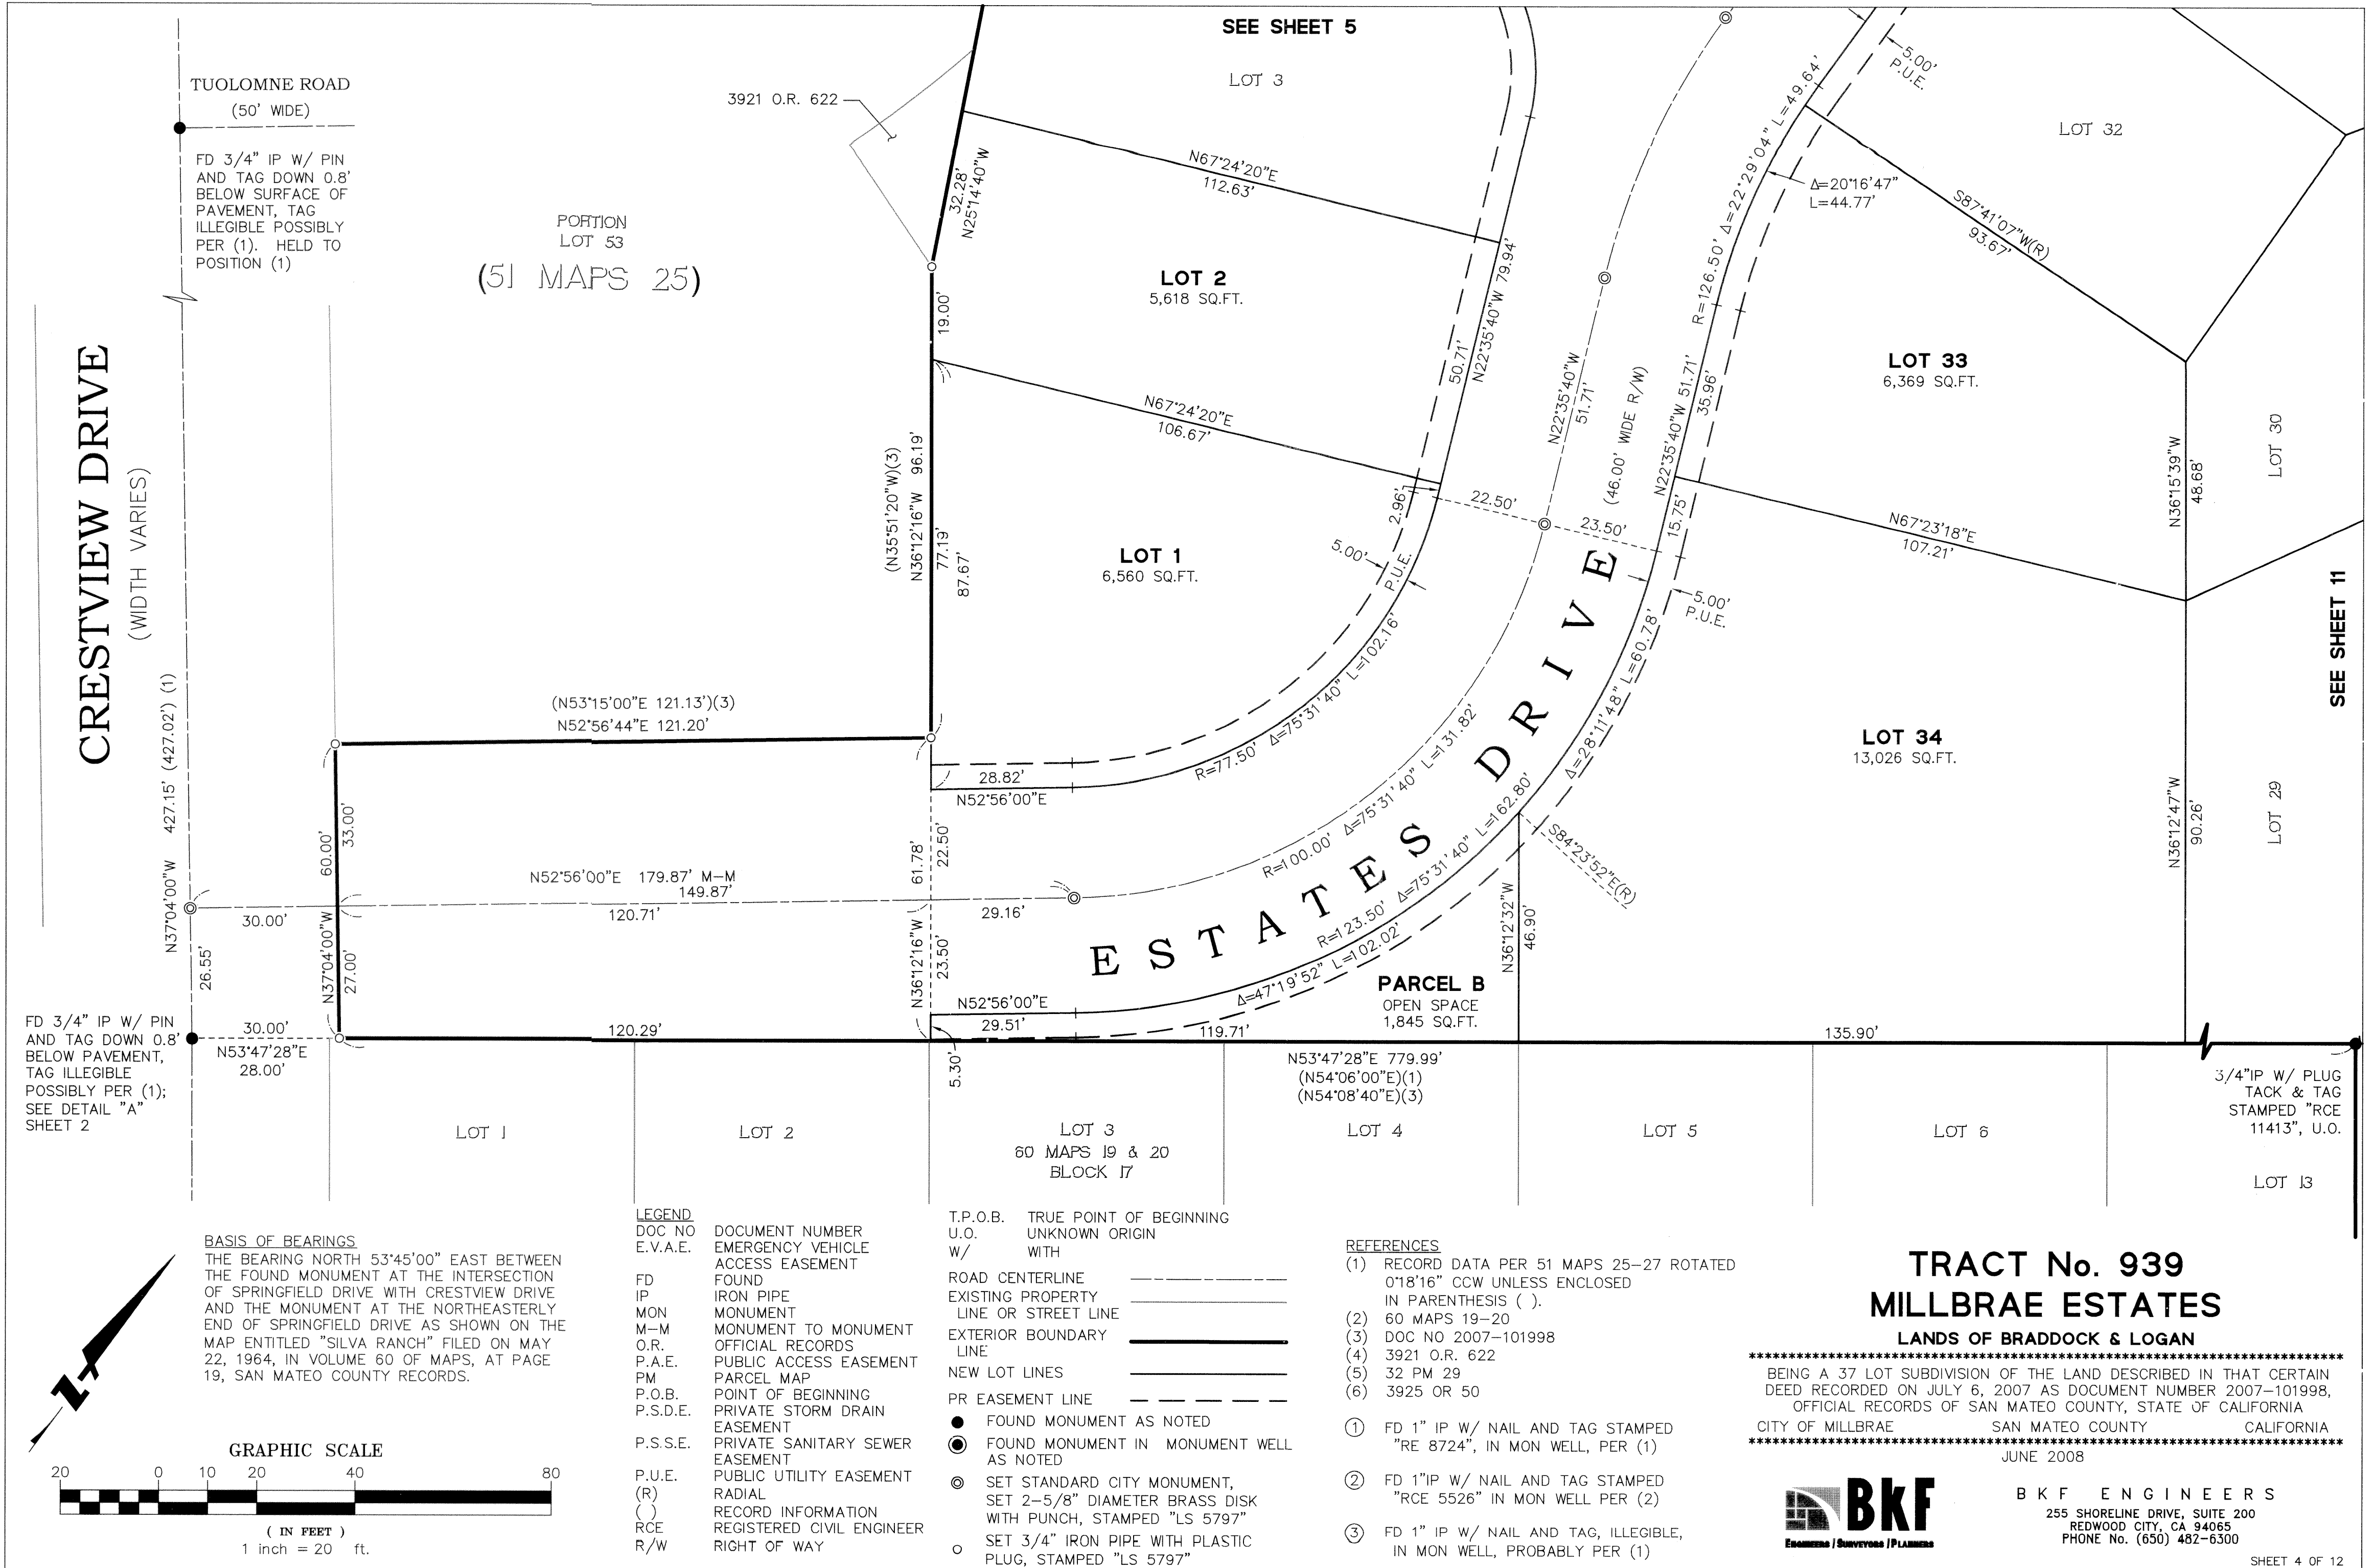 SEE SHEET 5
LOT 3
TUOLOMNE ROAD
(50' WIDE)
FD 3/4" IP W/ PIN
AND TAG DOWN 0.8'
BELOW SURFACE OF
PAVEMENT, TAG
ILLEGIBLE POSSIBLY
PER (1). HELD TO
POSITION (1)
3921 O.R. 622
PORTION
LOT 53
(51 MAPS 25)
32.28'
N25°14'40"W
N67°24'20"E
112.63'
LOT 2
5,618 SQ.FT.
19.00'
50.71'
N22°35'40"W 79.94'
N67°24'20"E
106.67'
N22°35'40"W
51.71'
(46.00' WIDE R/W)
R=126.50' Δ=22°29'04" L=49.64'
5.00'
P.U.E.
Δ=20°16'47"
L=44.77'
LOT 32
S87°41'07"W(R)
93.67'
LOT 33
6,369 SQ.FT.
N22°35'40"W 51.71'
35.96'
15.75'
N36°15'39"W
48.68'
LOT 30
N67°23'18"E
107.21'
CRESTVIEW DRIVE
(WIDTH VARIES)
(N35°51'20"W)(3)
N36°12'16"W 96.19'
77.19'
87.67'
LOT 1
6,560 SQ.FT.
2.96'
5.00'
P.U.E.
22.50'
23.50'
5.00'
P.U.E.
SEE SHEET 11
N37°04'00"W 427.15' (427.02') (1)
(N53°15'00"E 121.13')(3)
N52°56'44"E 121.20'
28.82'
N52°56'00"E
R=77.50' Δ=75°31'40" L=102.16'
R=100.00' Δ=75°31'40" L=131.82'
ESTATES DRIVE
Δ=28°11'48" L=60.78'
R=123.50' Δ=75°31'40" L=162.80'
Δ=47°19'52" L=102.02'
LOT 34
13,026 SQ.FT.
N36°12'47"W
90.26'
LOT 29
S84°23'52"E(R)
60.00'
33.00'
N52°56'00"E 179.87' M-M
149.87'
61.78'
22.50'
30.00'
120.71'
29.16'
26.55'
N37°04'00"W
27.00'
N36°12'16"W
23.50'
N52°56'00"E
29.51'
PARCEL B
OPEN SPACE
1,845 SQ.FT.
N36°12'32"W
46.90'
FD 3/4" IP W/ PIN
AND TAG DOWN 0.8'
BELOW PAVEMENT,
TAG ILLEGIBLE
POSSIBLY PER (1);
SEE DETAIL "A"
SHEET 2
30.00'
N53°47'28"E
28.00'
120.29'
5.30'
119.71'
135.90'
N53°47'28"E 779.99'
(N54°06'00"E)(1)
(N54°08'40"E)(3)
3/4"IP W/ PLUG
TACK & TAG
STAMPED "RCE
11413", U.O.
LOT 1
LOT 2
LOT 3
60 MAPS 19 & 20
BLOCK 17
LOT 4
LOT 5
LOT 6
LOT 13
BASIS OF BEARINGS
THE BEARING NORTH 53°45'00" EAST BETWEEN
THE FOUND MONUMENT AT THE INTERSECTION
OF SPRINGFIELD DRIVE WITH CRESTVIEW DRIVE
AND THE MONUMENT AT THE NORTHEASTERLY
END OF SPRINGFIELD DRIVE AS SHOWN ON THE
MAP ENTITLED "SILVA RANCH" FILED ON MAY
22, 1964, IN VOLUME 60 OF MAPS, AT PAGE
19, SAN MATEO COUNTY RECORDS.
N
GRAPHIC SCALE
20 0 10 20 40 80
( IN FEET )
1 inch = 20 ft.
LEGEND
DOC NO DOCUMENT NUMBER
E.V.A.E. EMERGENCY VEHICLE
ACCESS EASEMENT
FD FOUND
IP IRON PIPE
MON MONUMENT
M-M MONUMENT TO MONUMENT
O.R. OFFICIAL RECORDS
P.A.E. PUBLIC ACCESS EASEMENT
PM PARCEL MAP
P.O.B. POINT OF BEGINNING
P.S.D.E. PRIVATE STORM DRAIN
EASEMENT
P.S.S.E. PRIVATE SANITARY SEWER
EASEMENT
P.U.E. PUBLIC UTILITY EASEMENT
(R) RADIAL
( ) RECORD INFORMATION
RCE REGISTERED CIVIL ENGINEER
R/W RIGHT OF WAY
T.P.O.B. TRUE POINT OF BEGINNING
U.O. UNKNOWN ORIGIN
W/ WITH
ROAD CENTERLINE
EXISTING PROPERTY
LINE OR STREET LINE
EXTERIOR BOUNDARY
LINE
NEW LOT LINES
PR EASEMENT LINE
FOUND MONUMENT AS NOTED
FOUND MONUMENT IN MONUMENT WELL
AS NOTED
SET STANDARD CITY MONUMENT,
SET 2-5/8" DIAMETER BRASS DISK
WITH PUNCH, STAMPED "LS 5797"
SET 3/4" IRON PIPE WITH PLASTIC
PLUG, STAMPED "LS 5797"
REFERENCES
(1) RECORD DATA PER 51 MAPS 25-27 ROTATED
0°18'16" CCW UNLESS ENCLOSED
IN PARENTHESIS ( ).
(2) 60 MAPS 19-20
(3) DOC NO 2007-101998
(4) 3921 O.R. 622
(5) 32 PM 29
(6) 3925 OR 50
① FD 1" IP W/ NAIL AND TAG STAMPED
"RE 8724", IN MON WELL, PER (1)
② FD 1"IP W/ NAIL AND TAG STAMPED
"RCE 5526" IN MON WELL PER (2)
③ FD 1" IP W/ NAIL AND TAG, ILLEGIBLE,
IN MON WELL, PROBABLY PER (1)
TRACT No. 939
MILLBRAE ESTATES
LANDS OF BRADDOCK & LOGAN
BEING A 37 LOT SUBDIVISION OF THE LAND DESCRIBED IN THAT CERTAIN
DEED RECORDED ON JULY 6, 2007 AS DOCUMENT NUMBER 2007-101998,
OFFICIAL RECORDS OF SAN MATEO COUNTY, STATE OF CALIFORNIA
CITY OF MILLBRAE SAN MATEO COUNTY CALIFORNIA
JUNE 2008
BKF
ENGINEERS / SURVEYORS / PLANNERS
BKF ENGINEERS
255 SHORELINE DRIVE, SUITE 200
REDWOOD CITY, CA 94065
PHONE No. (650) 482-6300
SHEET 4 OF 12